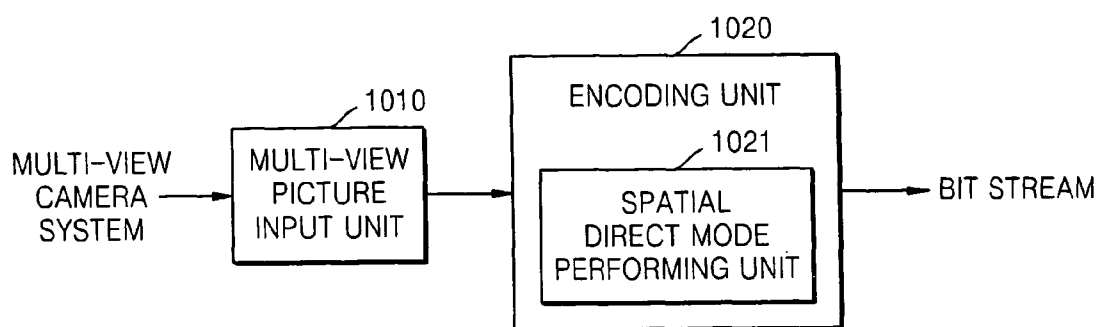 1020
ENCODING UNIT
1010
1021
MULTI-VIEW
CAMERA
SYSTEM
MULTI-VIEW
PICTURE
INPUT UNIT
SPATIAL
DIRECT MODE
PERFORMING UNIT
BIT STREAM